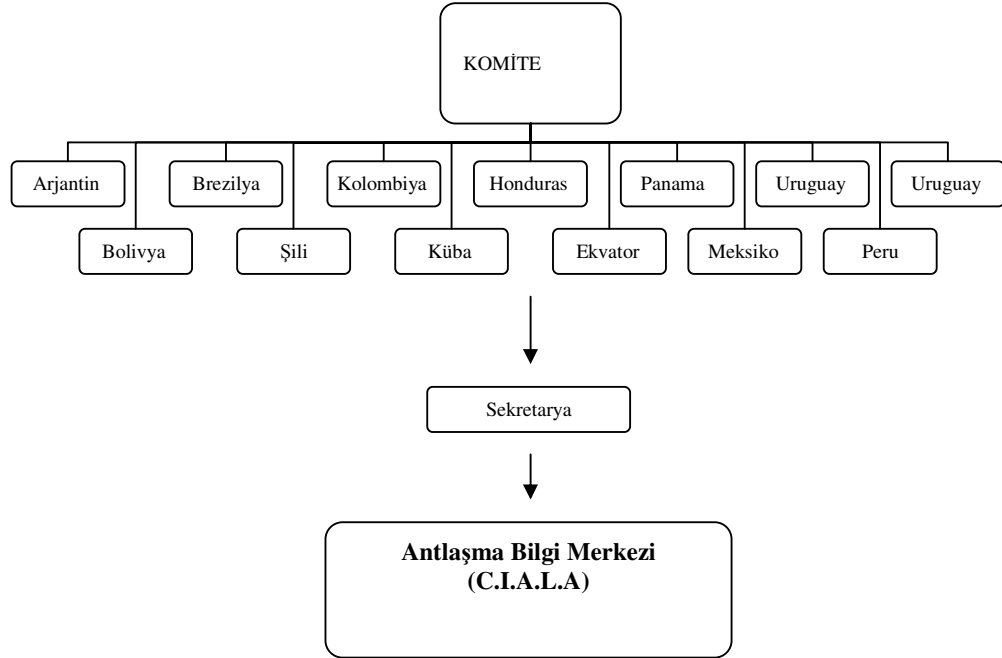 KOMİTE
Arjantin
Brezilya
Kolombiya
Honduras
Panama
Uruguay
Uruguay
Bolivya
Şili
Küba
Ekvator
Meksiko
Peru
Sekretarya
Antlaşma Bilgi Merkezi
(C.I.A.L.A)